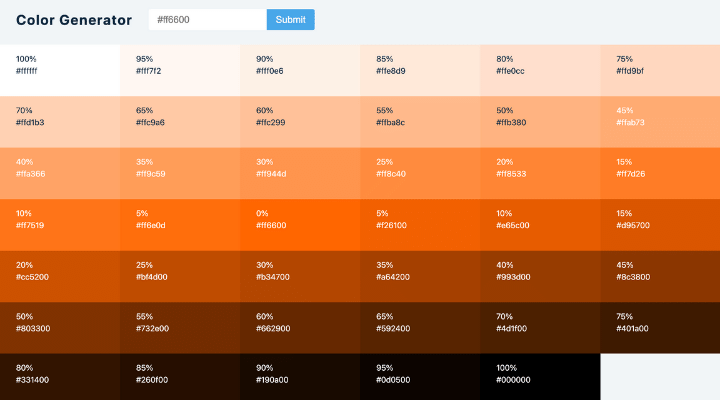 Color Generator
#ff6600
Submit
100%
#ffffff
95%
#fff7f2
90%
#fff0e6
85%
#ffe8d9
80%
#ffe0cc
75%
#ffd9bf
70%
#ffd1b3
65%
#ffc9a6
60%
#ffc299
55%
#ffba8c
50%
#ffb380
45%
#ffab73
40%
#ffa366
35%
#ff9c59
30%
#ff944d
25%
#ff8c40
20%
#ff8533
15%
#ff7d26
10%
#ff7519
5%
#ff6e0d
0%
#ff6600
5%
#f26100
10%
#e65c00
15%
#d95700
20%
#cc5200
25%
#bf4d00
30%
#b34700
35%
#a64200
40%
#993d00
45%
#8c3800
50%
#803300
55%
#732e00
60%
#662900
65%
#592400
70%
#4d1f00
75%
#401a00
80%
#331400
85%
#260f00
90%
#190a00
95%
#0d0500
100%
#000000